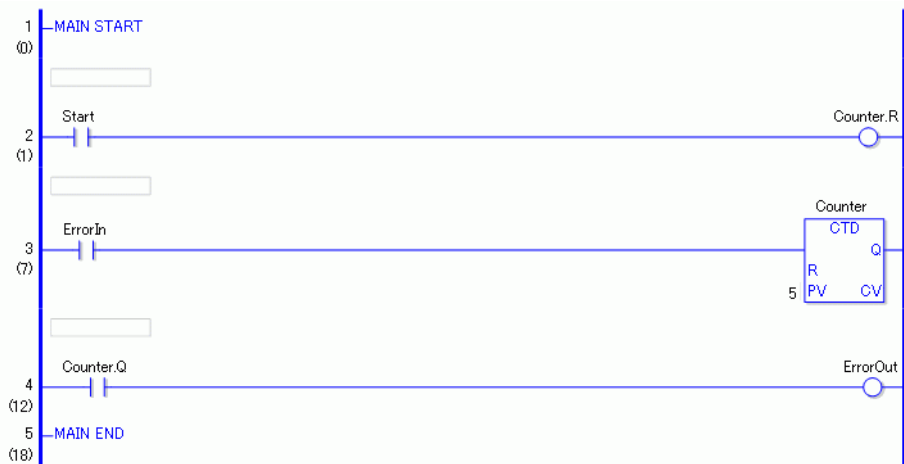 1 MAIN START
(0)
Start Counter.R
2
(1)
Counter
ErrorIn CTD
3 Q
(7)
R
5 PV CV
Counter.Q ErrorOut
4
(12)
5 MAIN END
(18)